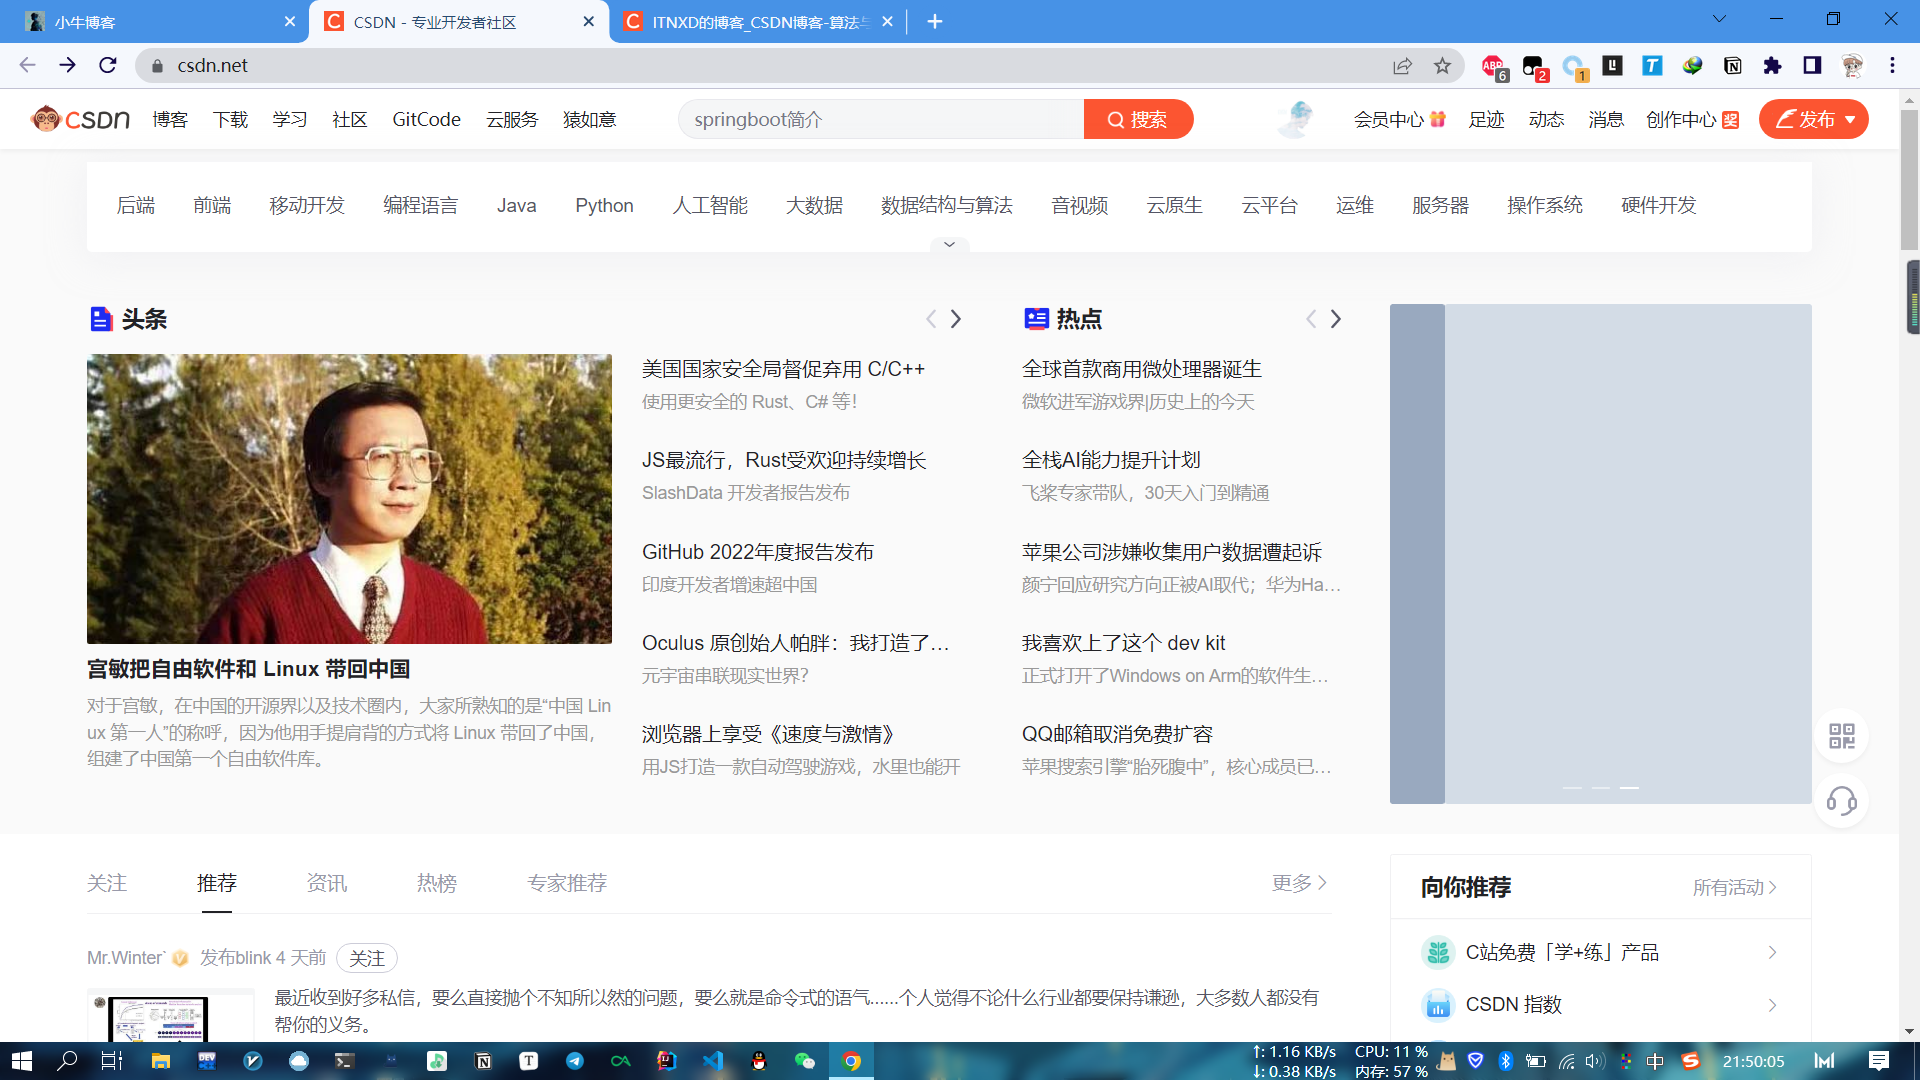 小牛博客
CSDN - 专业开发者社区
ITNXD的博客_CSDN博客-算法与
csdn.net
6
2
1
CSDN
博客
下载
学习
社区
GitCode
云服务
猿如意
springboot简介
搜索
会员中心
足迹
动态
消息
创作中心
奖
发布
后端
前端
移动开发
编程语言
Java
Python
人工智能
大数据
数据结构与算法
音视频
云原生
云平台
运维
服务器
操作系统
硬件开发
头条
宫敏把自由软件和 Linux 带回中国
对于宫敏，在中国的开源界以及技术圈内，大家所熟知的是“中国 Lin
ux 第一人”的称呼，因为他用手提肩背的方式将 Linux 带回了中国，
组建了中国第一个自由软件库。
美国国家安全局督促弃用 C/C++
使用更安全的 Rust、C# 等！
JS最流行，Rust受欢迎持续增长
SlashData 开发者报告发布
GitHub 2022年度报告发布
印度开发者增速超中国
Oculus 原创始人帕胖：我打造了…
元宇宙串联现实世界？
浏览器上享受《速度与激情》
用JS打造一款自动驾驶游戏，水里也能开
热点
全球首款商用微处理器诞生
微软进军游戏界|历史上的今天
全栈AI能力提升计划
飞桨专家带队，30天入门到精通
苹果公司涉嫌收集用户数据遭起诉
颜宁回应研究方向正被AI取代；华为Ha…
我喜欢上了这个 dev kit
正式打开了Windows on Arm的软件生…
QQ邮箱取消免费扩容
苹果搜索引擎“胎死腹中”，核心成员已…
关注
推荐
资讯
热榜
专家推荐
更多
Mr.Winter` 发布blink 4 天前
关注
最近收到好多私信，要么直接抛个不知所以然的问题，要么就是命令式的语气......个人觉得不论什么行业都要保持谦逊，大多数人都没有
帮你的义务。
向你推荐
所有活动
C站免费「学+练」产品
CSDN 指数
↑: 1.16 KB/s
↓: 0.38 KB/s
CPU: 11 %
内存: 57 %
中
21:50:05